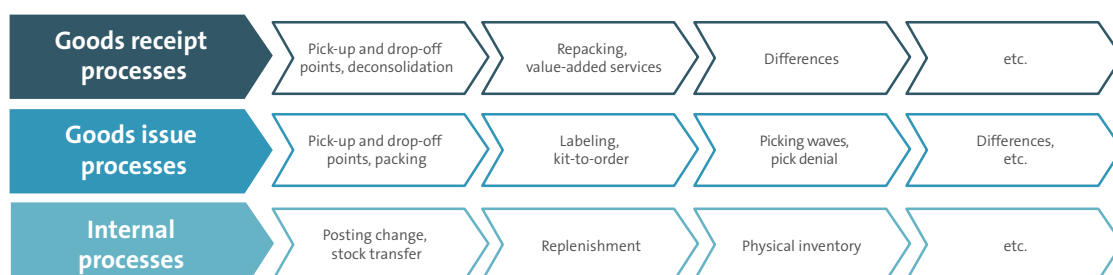 Goods receipt
processes
Pick-up and drop-off
points, deconsolidation
Repacking,
value-added services
Differences
etc.
Goods issue
processes
Pick-up and drop-off
points, packing
Labeling,
kit-to-order
Picking waves,
pick denial
Differences,
etc.
Internal
processes
Posting change,
stock transfer
Replenishment
Physical inventory
etc.